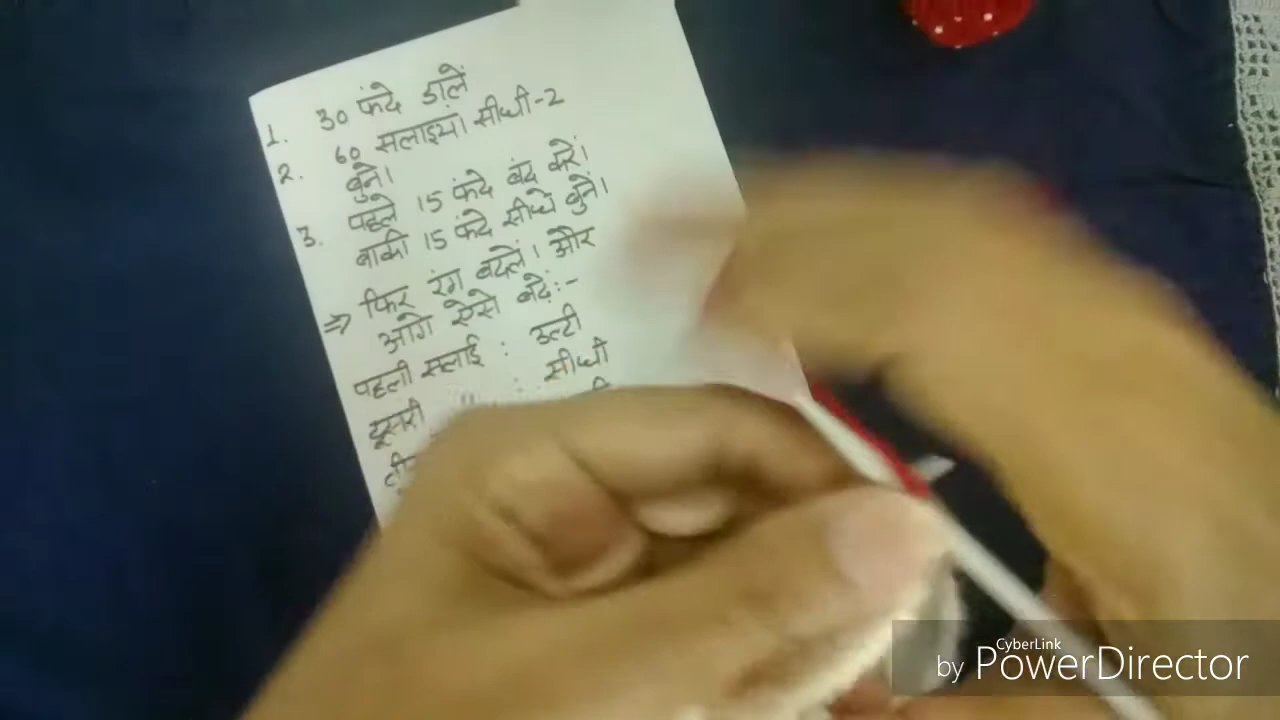 1. 30 फंदे डालें
2. 60 सलाइयां सीधी-2
बुनें।
3. पहले 15 फंदे बंद करें।
बाकी 15 फंदे सीधे बुनें।
⇒ फिर रंग बदलें। और
आगे ऐसे बढ़ें:-
पहली सलाई : उल्टी
दूसरी " : सीधी
CyberLink
by PowerDirector